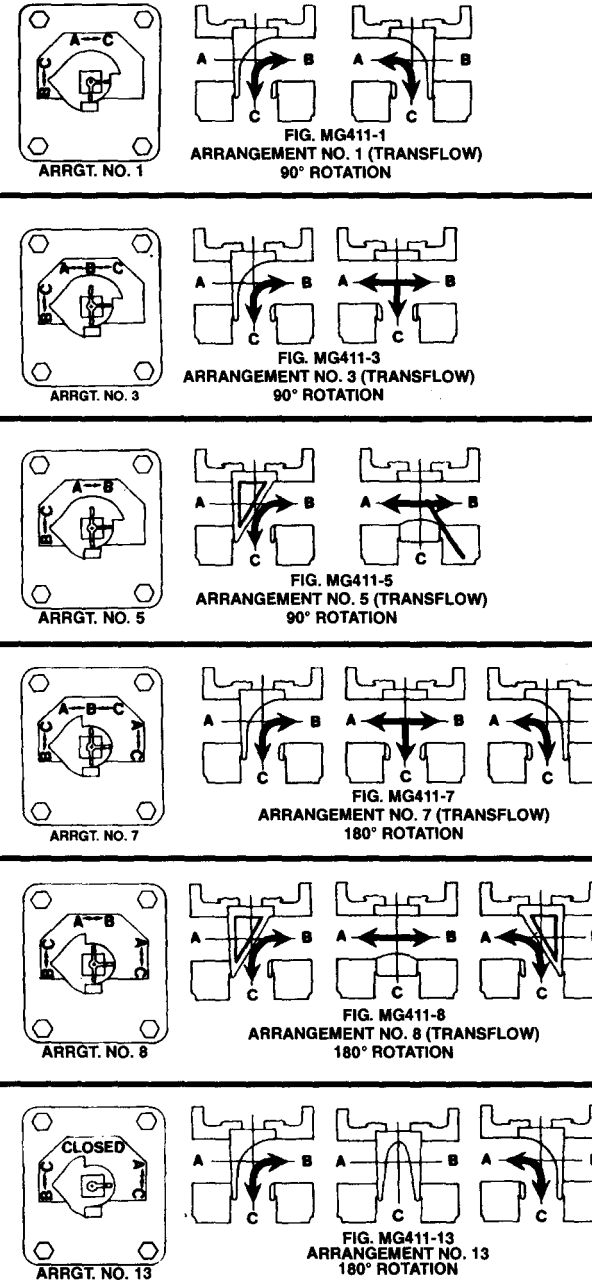 A↔C
B↔C
ARRGT. NO. 1
A B C
A B C
FIG. MG411-1
ARRANGEMENT NO. 1 (TRANSFLOW)
90° ROTATION
A↔B↔C
B↔C
ARRGT. NO. 3
A B C
A B C
FIG. MG411-3
ARRANGEMENT NO. 3 (TRANSFLOW)
90° ROTATION
A↔B
B↔C
ARRGT. NO. 5
A B C
A B C
FIG. MG411-5
ARRANGEMENT NO. 5 (TRANSFLOW)
90° ROTATION
A↔B↔C
B↔C
A↔C
ARRGT. NO. 7
A B C
A B C
A C
FIG. MG411-7
ARRANGEMENT NO. 7 (TRANSFLOW)
180° ROTATION
A↔B
B↔C
A↔C
ARRGT. NO. 8
A B C
A B C
A C
FIG. MG411-8
ARRANGEMENT NO. 8 (TRANSFLOW)
180° ROTATION
CLOSED
B↔C
A↔C
ARRGT. NO. 13
A B C
A B C
A C
FIG. MG411-13
ARRANGEMENT NO. 13
180° ROTATION